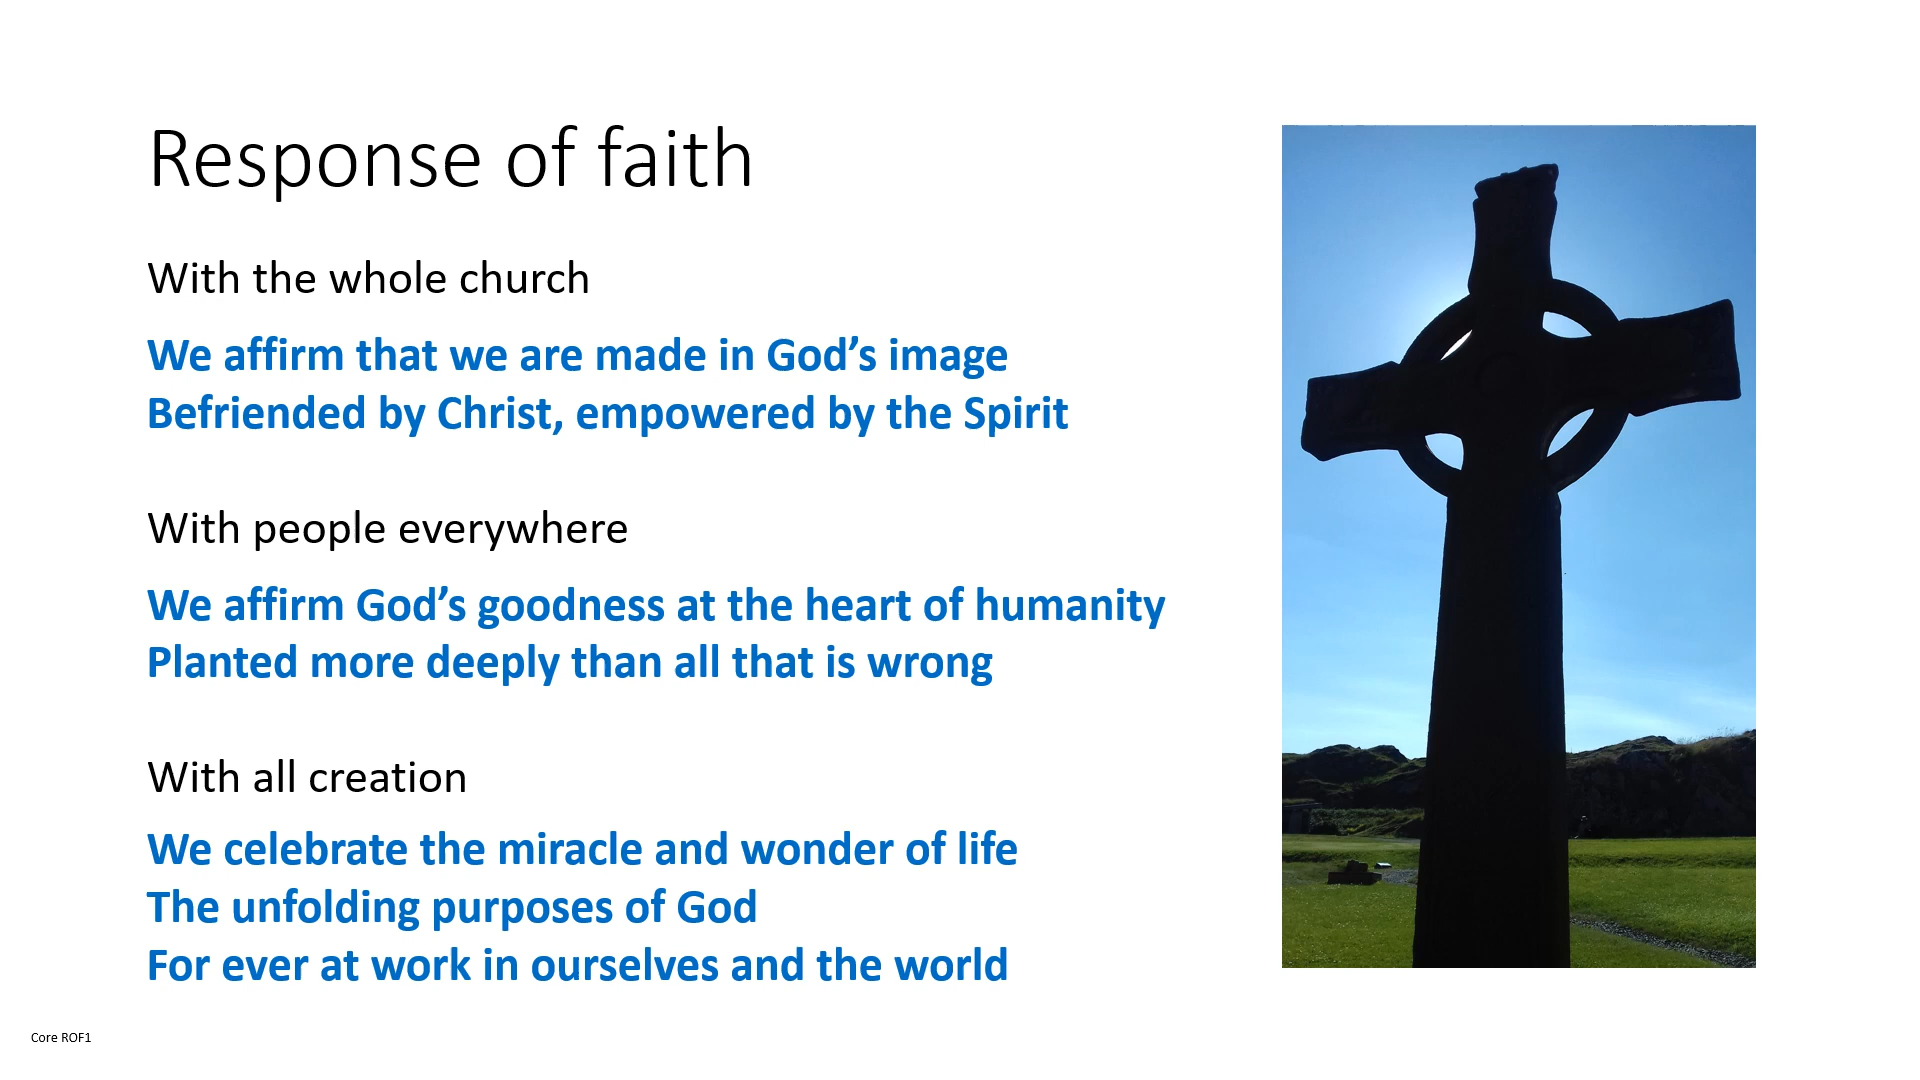 Response of faith
With the whole church
We affirm that we are made in God’s image
Befriended by Christ, empowered by the Spirit
With people everywhere
We affirm God’s goodness at the heart of humanity
Planted more deeply than all that is wrong
With all creation
We celebrate the miracle and wonder of life
The unfolding purposes of God
For ever at work in ourselves and the world
Core ROF1